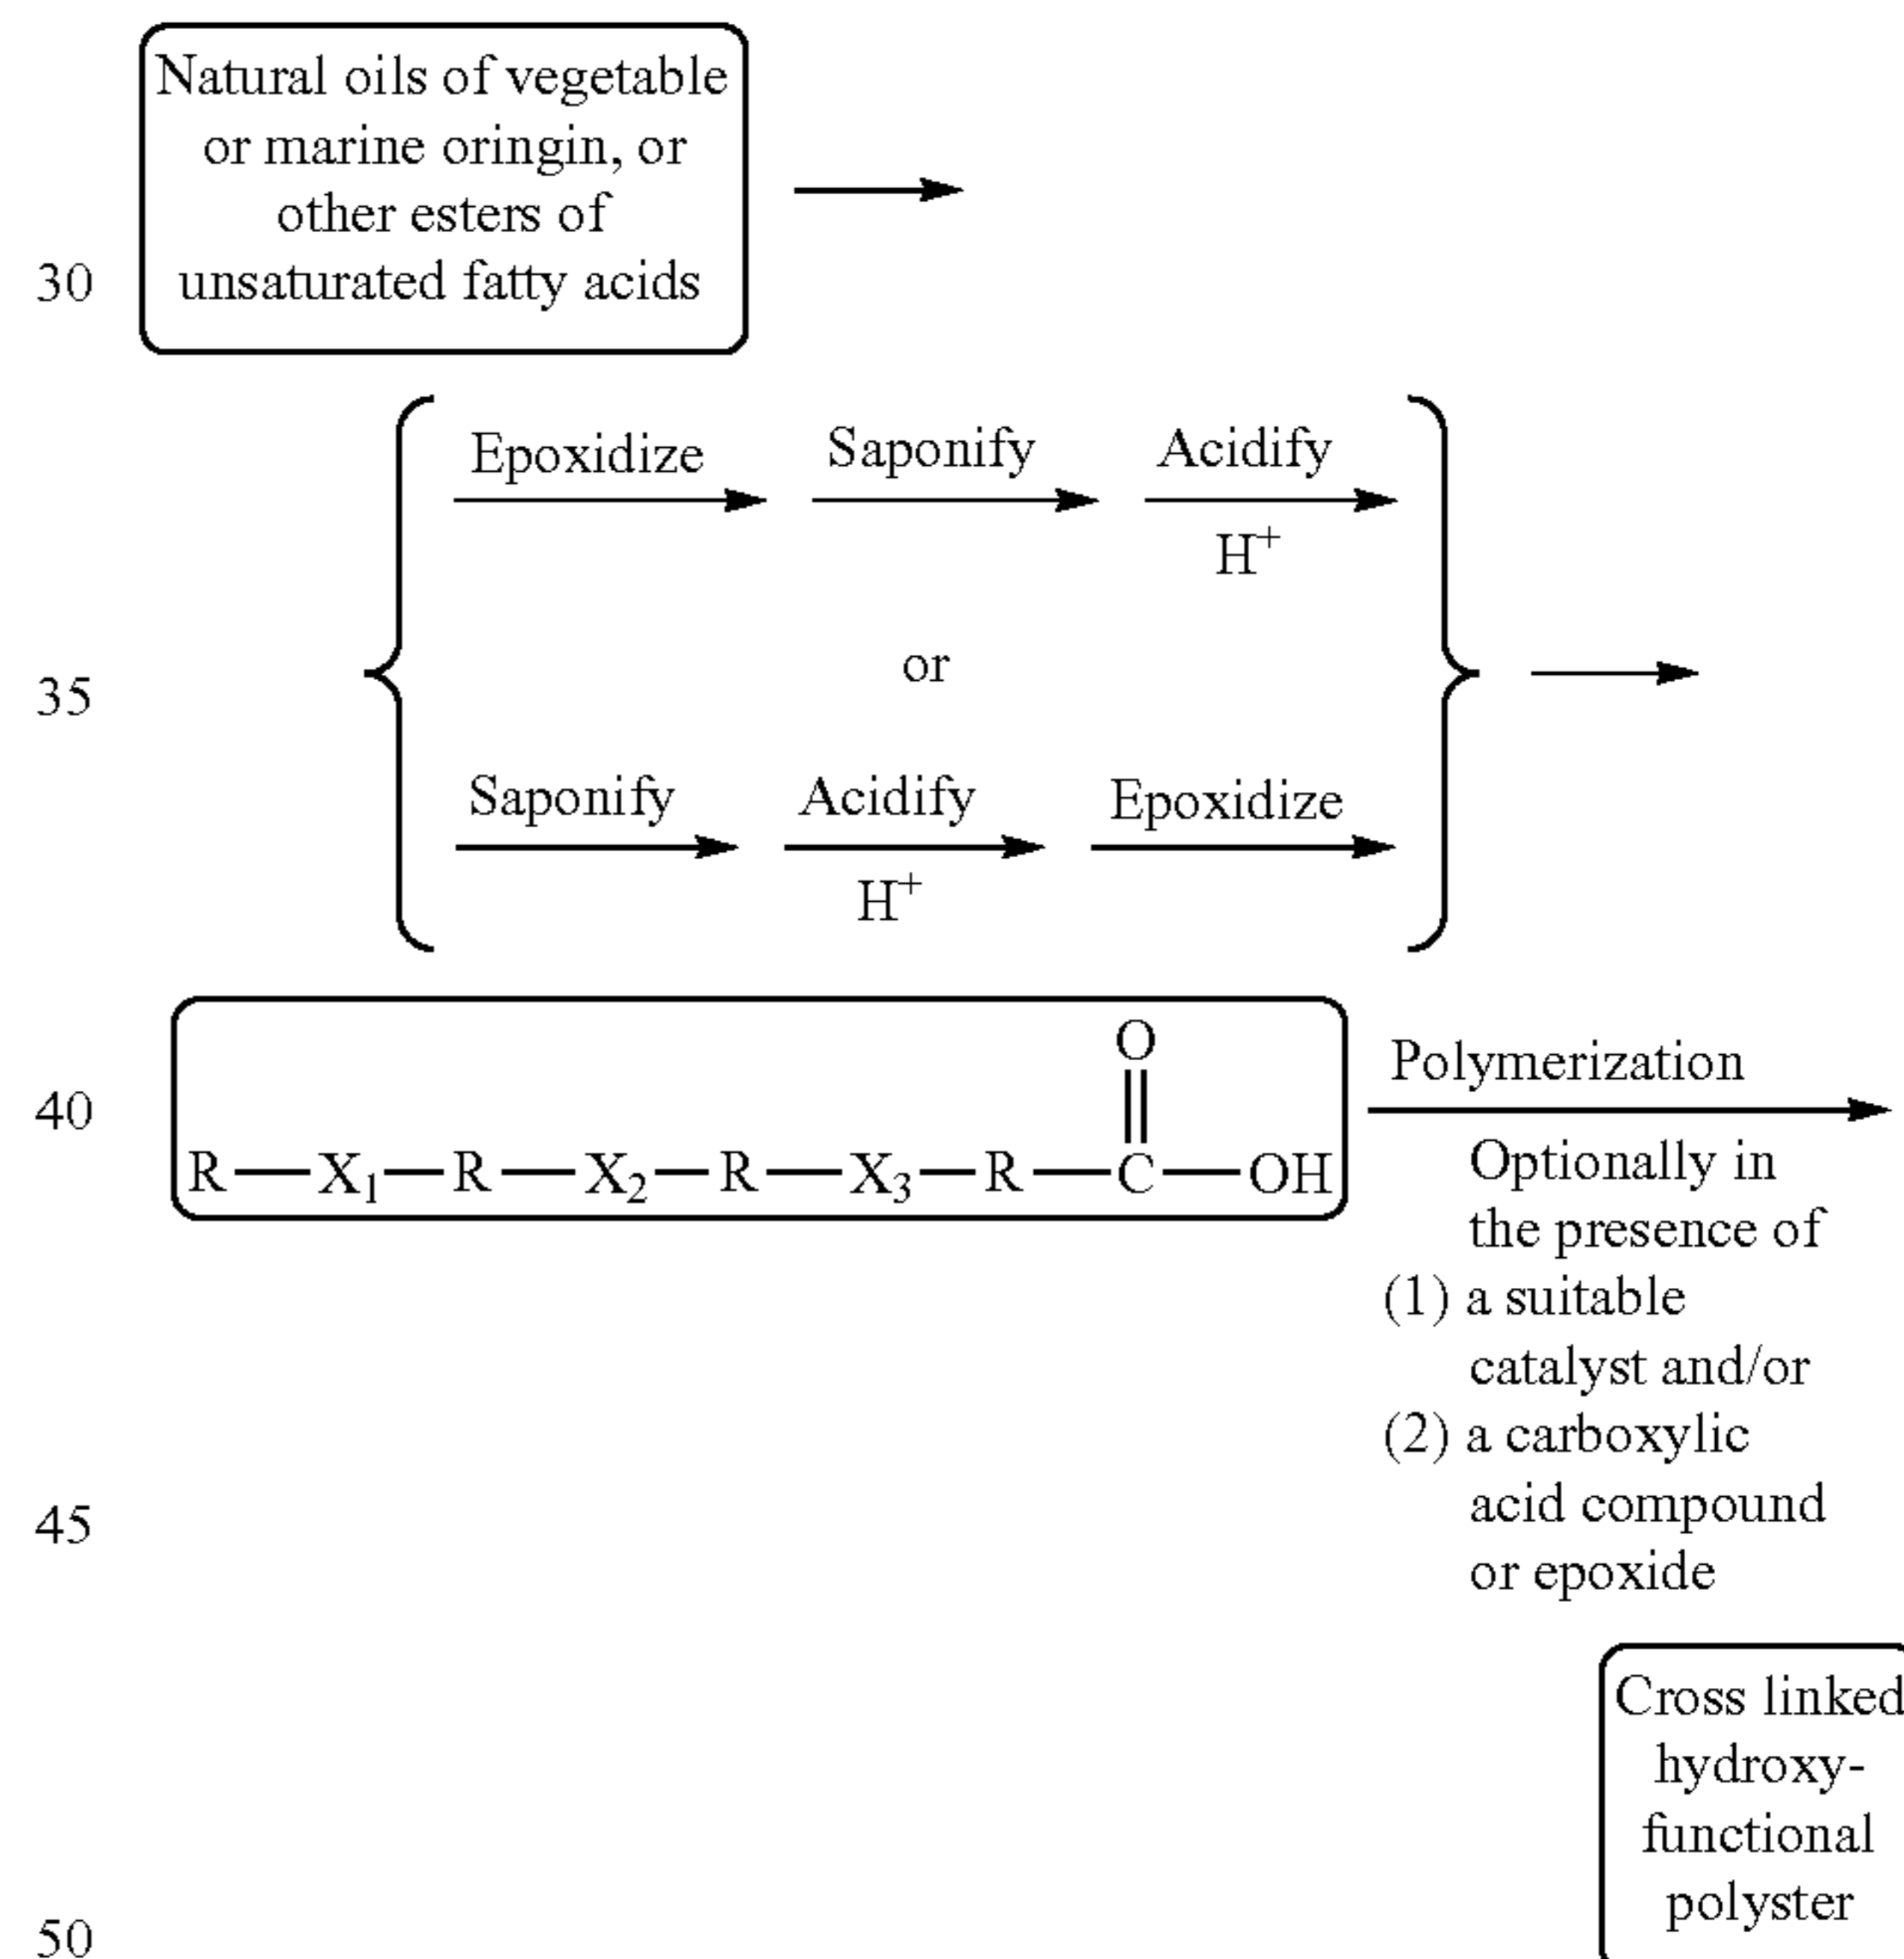 Natural oils of vegetable
or marine oringin, or
other esters of
30
unsaturated fatty acids
Epoxidize Saponify Acidify
H+
or
35
Saponify Acidify Epoxidize
H+
O
Polymerization
40
R—X1—R—X2—R—X3—R—C—OH
Optionally in
the presence of
(1) a suitable
catalyst and/or
(2) a carboxylic
acid compound
45
or epoxide
Cross linked
hydroxy-
functional
polyster
50